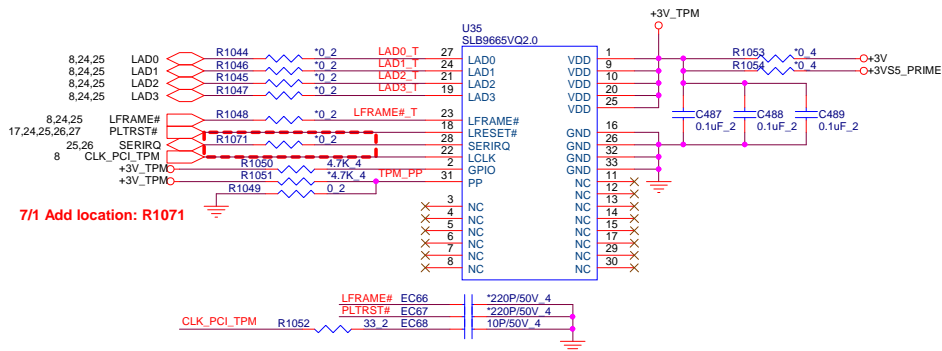 +3V_TPM
U35
SLB9665VQ2.0
8,24,25 LAD0 R1044 *0_2 LAD0_T 27 LAD0 VDD 1 R1053 *0_4 +3V
8,24,25 LAD1 R1046 *0_2 LAD1_T 24 LAD1 VDD 9 R1054 *0_4 +3VS5_PRIME
8,24,25 LAD2 R1045 *0_2 LAD2_T 21 LAD2 VDD 10
8,24,25 LAD3 R1047 *0_2 LAD3_T 19 LAD3 VDD 20
VDD 25
8,24,25 LFRAME# R1048 *0_2 LFRAME#_T 23 LFRAME# C487 C488 C489
0.1uF_2 0.1uF_2 0.1uF_2
17,24,25,26,27 PLTRST# 18 LRESET# GND 16
25,26 SERIRQ R1071 *0_2 28 SERIRQ GND 26
8 CLK_PCI_TPM 22 LCLK GND 32
+3V_TPM R1050 4.7K_4 2 GPIO GND 33
+3V_TPM R1051 *4.7K_4 TPM_PP 31 PP NC 11
R1049 0_2 NC 12
7/1 Add location: R1071
3 NC NC 13
4 NC NC 14
5 NC NC 15
6 NC NC 17
7 NC NC 29
8 NC NC 30
LFRAME# EC66 *220P/50V_4
PLTRST# EC67 *220P/50V_4
CLK_PCI_TPM R1052 33_2 EC68 10P/50V_4